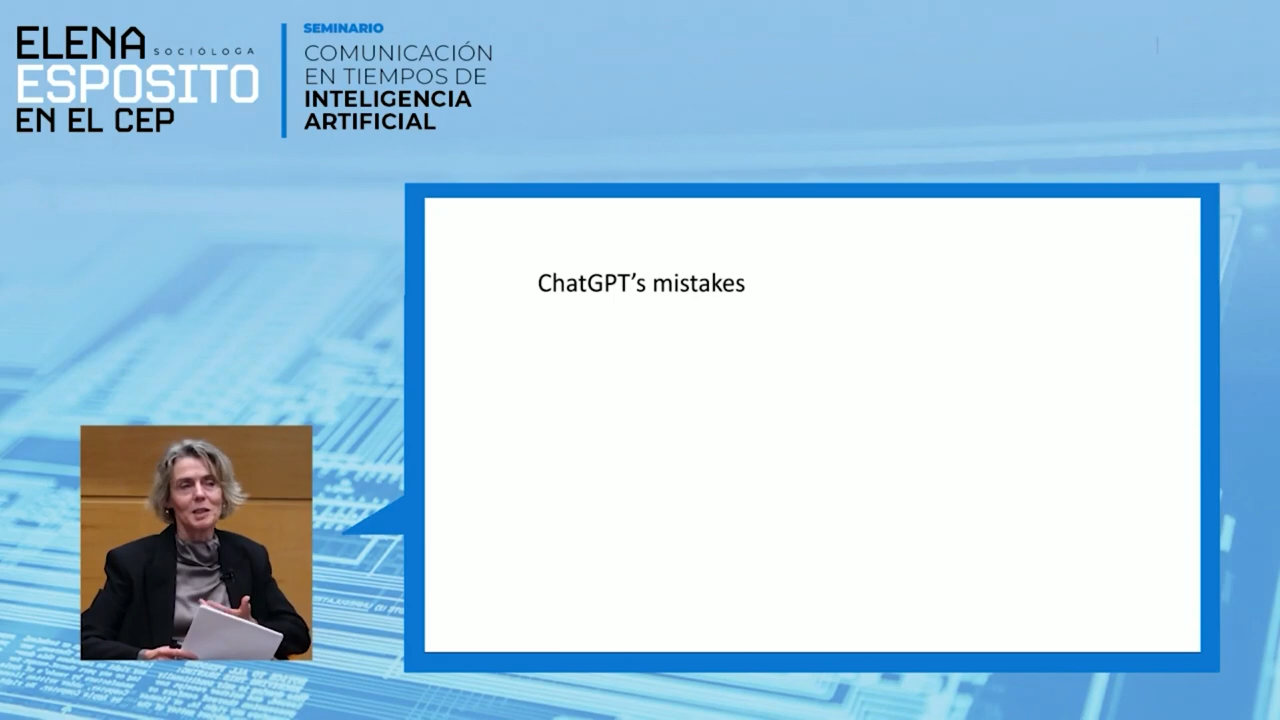 ELENA
SOCIÓLOGA
ESPOSITO
EN EL CEP
SEMINARIO
COMUNICACIÓN
EN TIEMPOS DE
INTELIGENCIA
ARTIFICIAL
ChatGPT’s mistakes